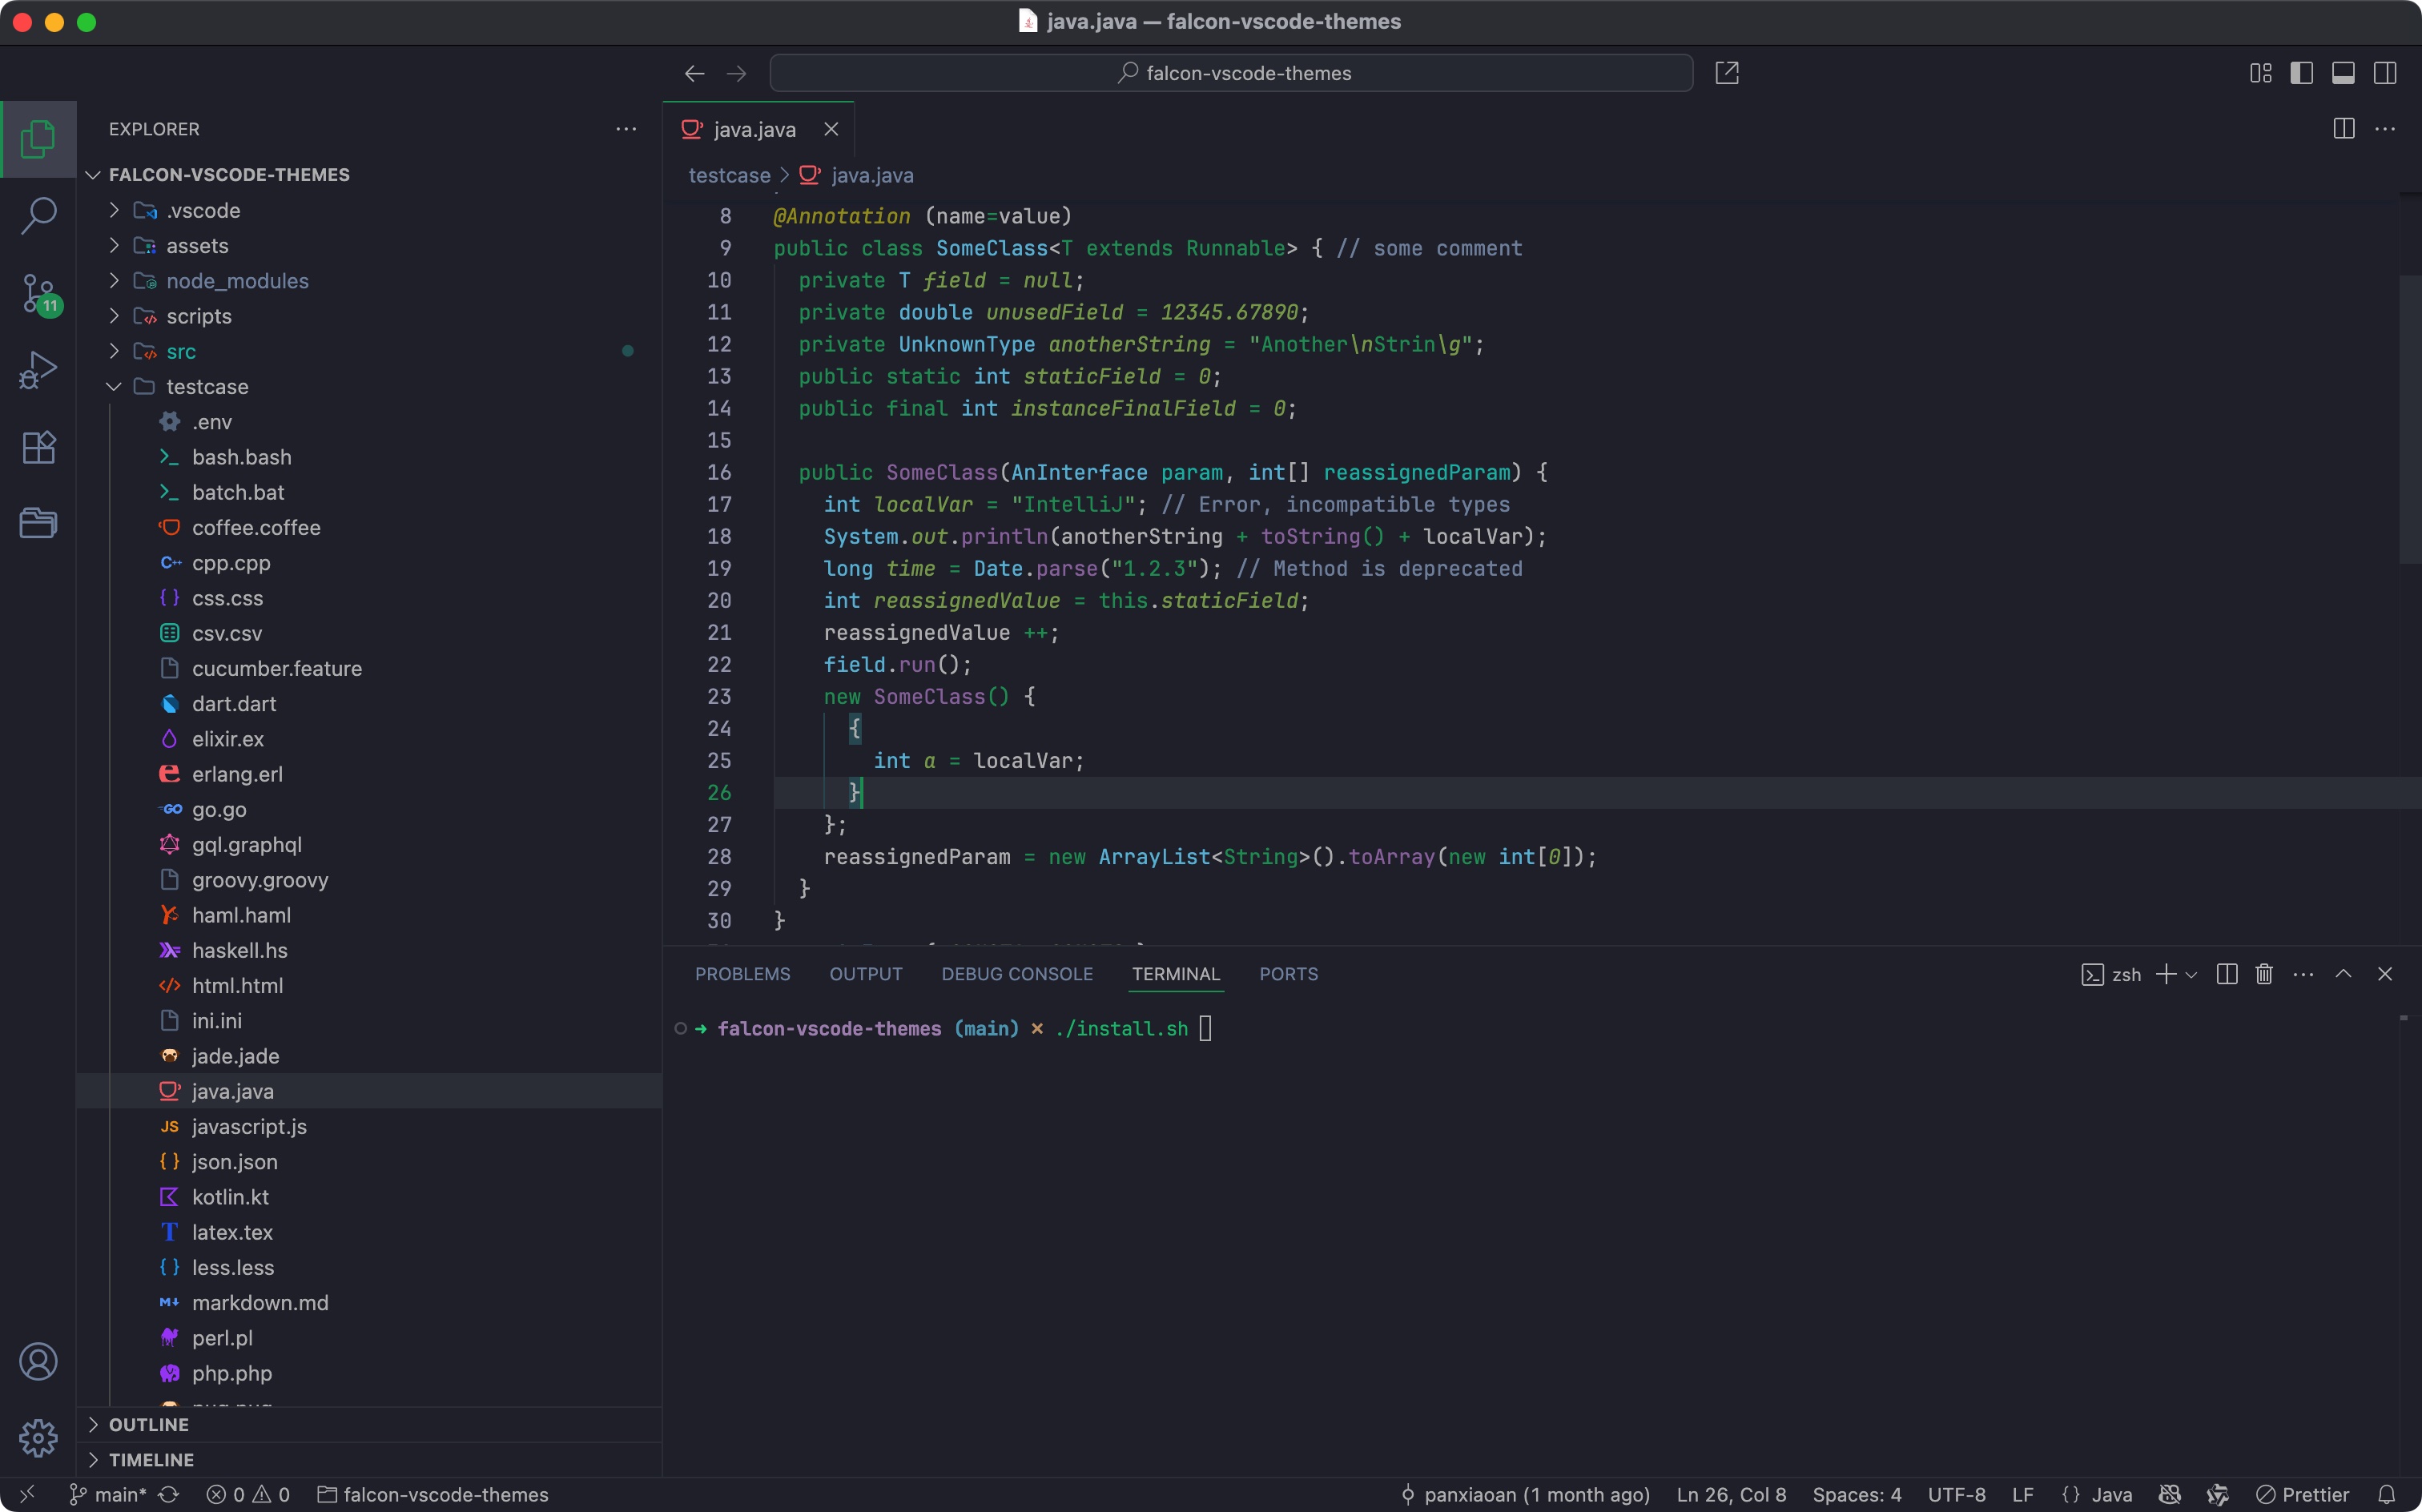 java.java — falcon-vscode-themes
falcon-vscode-themes
EXPLORER
FALCON-VSCODE-THEMES
.vscode
assets
node_modules
scripts
src
testcase
.env
bash.bash
batch.bat
coffee.coffee
C++ cpp.cpp
css.css
csv.csv
cucumber.feature
dart.dart
elixir.ex
erlang.erl
GO go.go
gql.graphql
groovy.groovy
haml.haml
haskell.hs
html.html
ini.ini
jade.jade
java.java
JS javascript.js
json.json
kotlin.kt
T latex.tex
less.less
M markdown.md
perl.pl
php.php
OUTLINE
TIMELINE
11
java.java
testcase > java.java
8 @Annotation (name=value)
9 public class SomeClass<T extends Runnable> { // some comment
10 private T field = null;
11 private double unusedField = 12345.67890;
12 private UnknownType anotherString = "Another\nStrin\g";
13 public static int staticField = 0;
14 public final int instanceFinalField = 0;
15
16 public SomeClass(AnInterface param, int[] reassignedParam) {
17 int localVar = "IntelliJ"; // Error, incompatible types
18 System.out.println(anotherString + toString() + localVar);
19 long time = Date.parse("1.2.3"); // Method is deprecated
20 int reassignedValue = this.staticField;
21 reassignedValue ++;
22 field.run();
23 new SomeClass() {
24 {
25 int a = localVar;
26 }
27 };
28 reassignedParam = new ArrayList<String>().toArray(new int[0]);
29 }
30 }
PROBLEMS OUTPUT DEBUG CONSOLE TERMINAL PORTS zsh
➜ falcon-vscode-themes (main) × ./install.sh
main* 0 0 falcon-vscode-themes panxiaoan (1 month ago) Ln 26, Col 8 Spaces: 4 UTF-8 LF {} Java Prettier